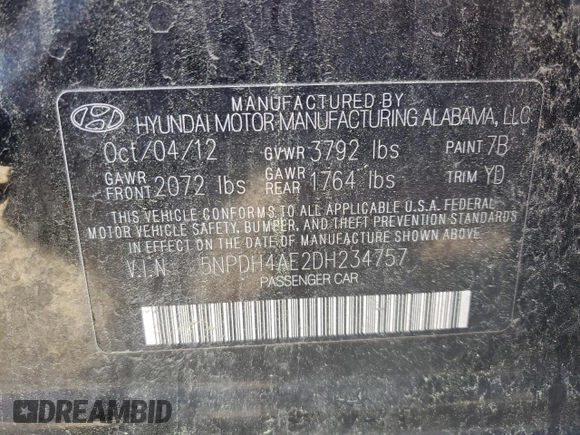 MANUFACTURED BY
HYUNDAI MOTOR MANUFACTURING ALABAMA, LLC
Oct/04/12 GVWR 3792 lbs PAINT 7B
GAWR FRONT 2072 lbs GAWR REAR 1764 lbs TRIM YD
THIS VEHICLE CONFORMS TO ALL APPLICABLE U.S.A. FEDERAL
MOTOR VEHICLE SAFETY, BUMPER, AND THEFT PREVENTION STANDARDS
IN EFFECT ON THE DATE OF MANUFACTURE SHOWN ABOVE.
V.I.N 5NPDH4AE2DH234757
PASSENGER CAR
DREAMBID